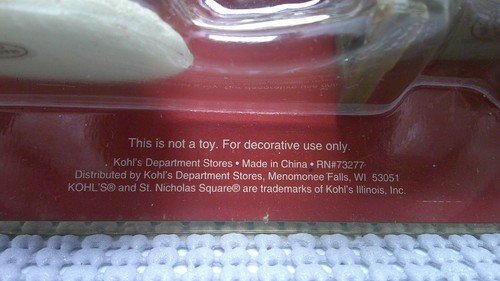 This is not a toy. For decorative use only.
Kohl's Department Stores • Made in China • RN#73277
Distributed by Kohl's Department Stores, Menomonee Falls, WI 53051
KOHL'S® and St. Nicholas Square® are trademarks of Kohl's Illinois, Inc.